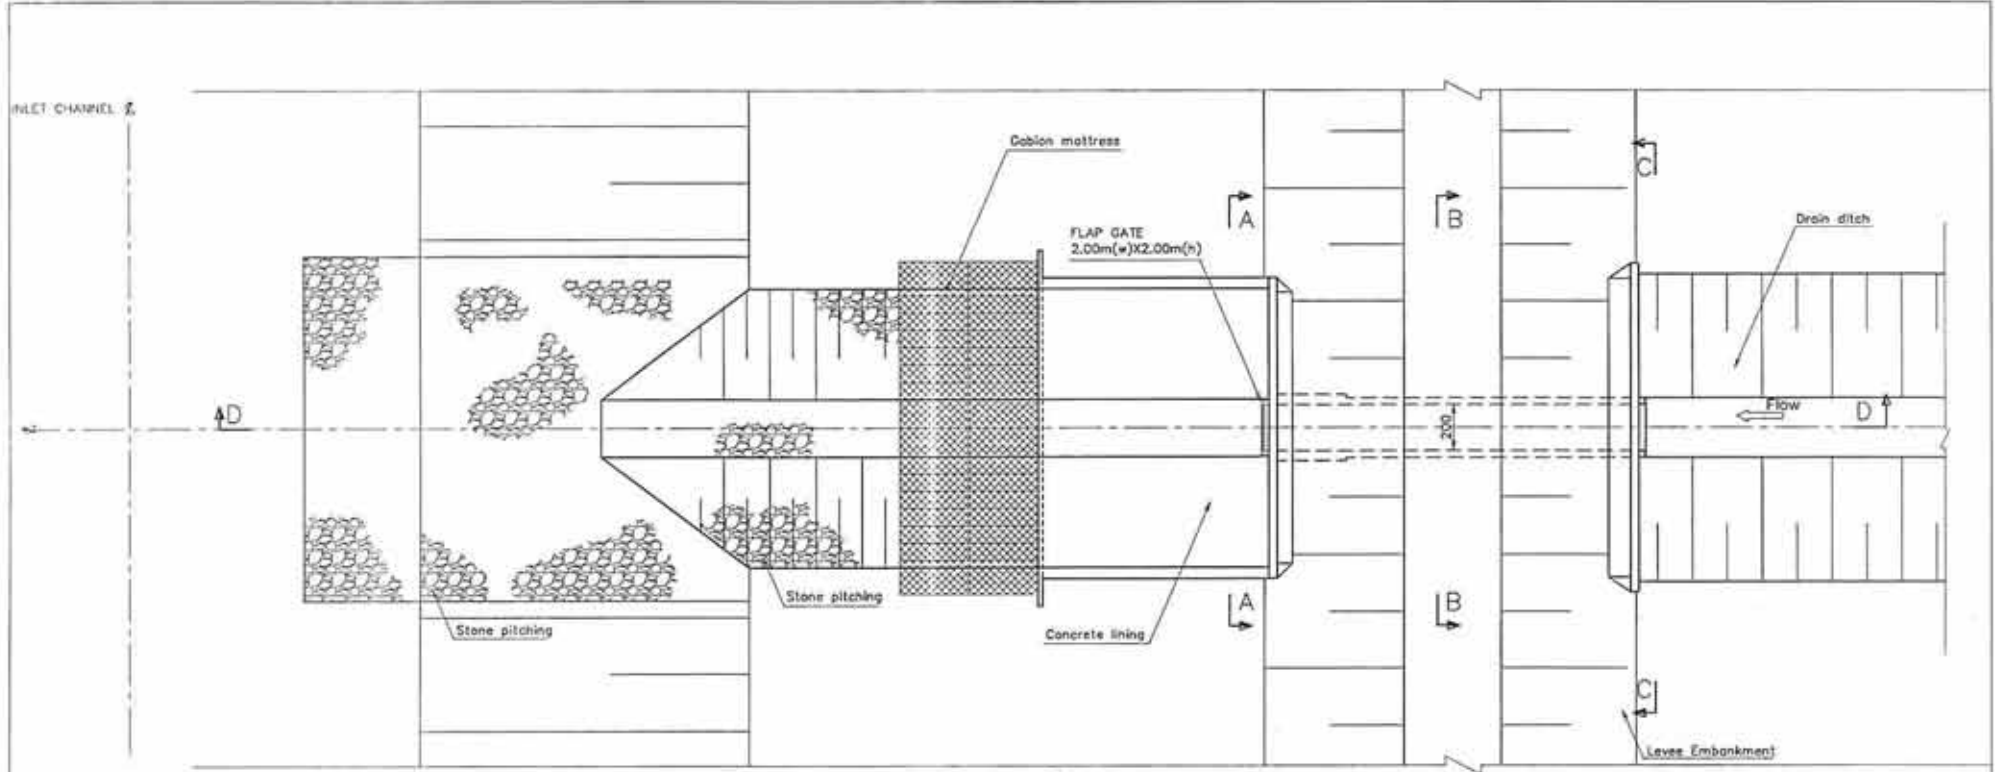 INLET CHANNEL ℄
Gabion mattress
C
A
B
Drain ditch
FLAP GATE
2.00m(w)X2.00m(h)
D
Flow
D
200
A
B
Stone pitching
Stone pitching
Concrete lining
C
Levee Embankment